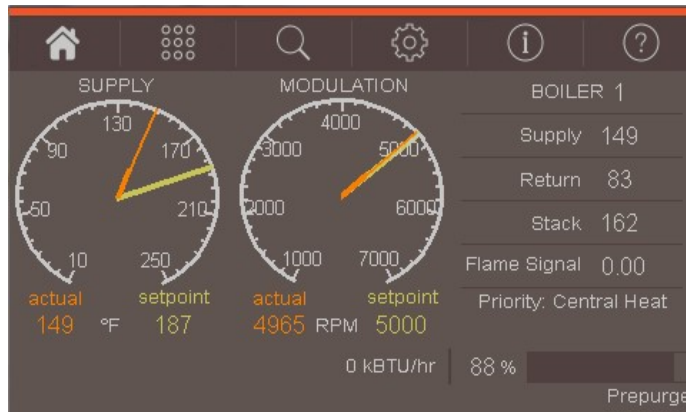 i ?
SUPPLY MODULATION BOILER 1
10 50 90 130 170 210 250
1000 2000 3000 4000 5000 6000 7000
Supply 149
Return 83
Stack 162
Flame Signal 0.00
Priority: Central Heat
actual setpoint actual setpoint
149 °F 187 4965 RPM 5000
0 kBTU/hr 88 %
Prepurge